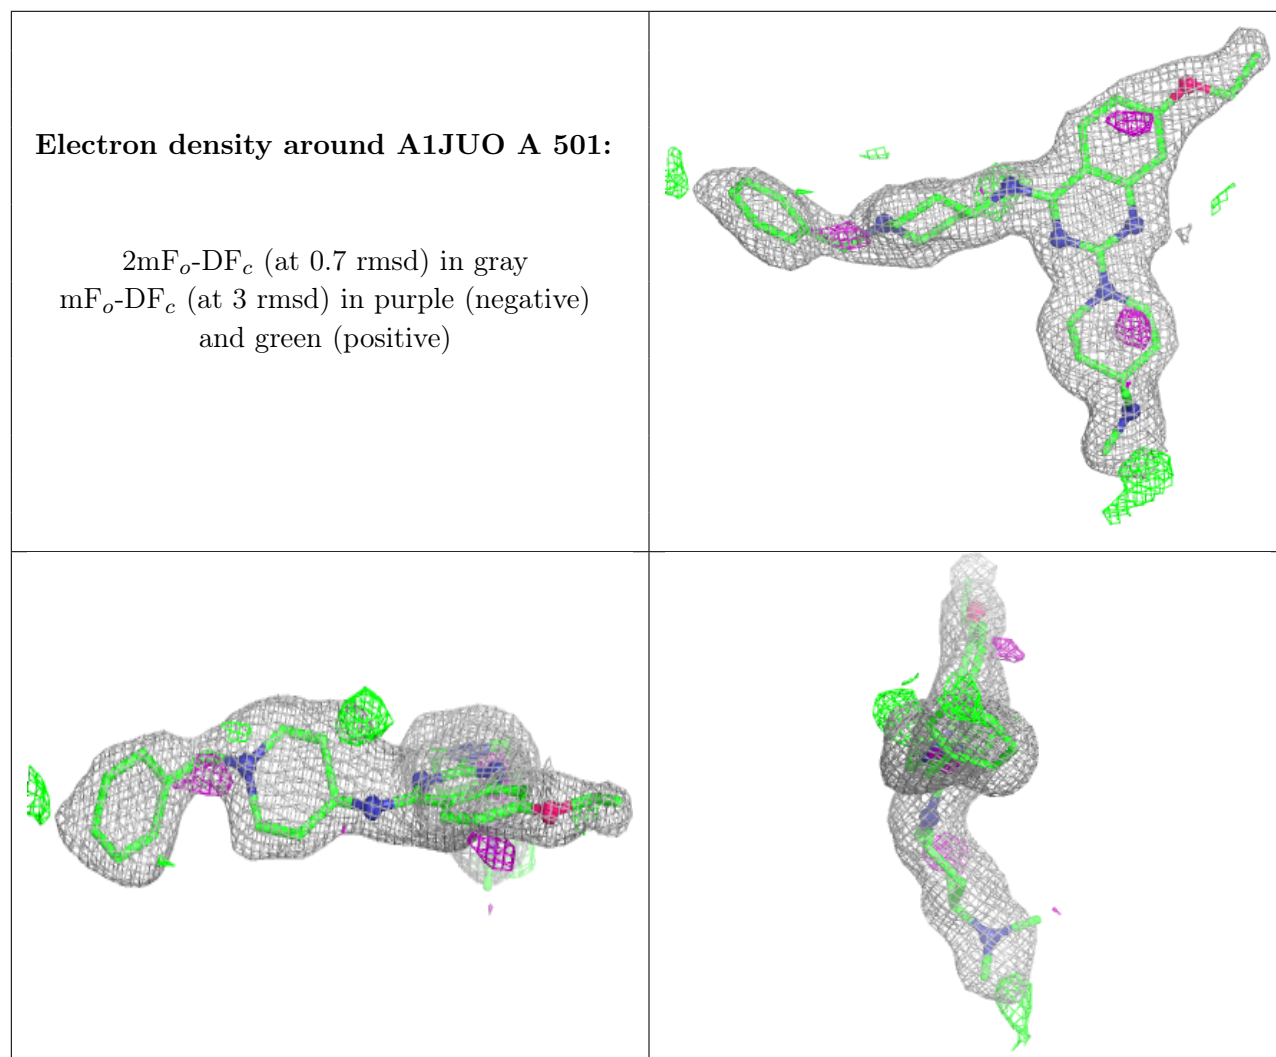 Electron density around A1JUO A 501:
2mFo-DFc (at 0.7 rmsd) in gray
mFo-DFc (at 3 rmsd) in purple (negative)
and green (positive)